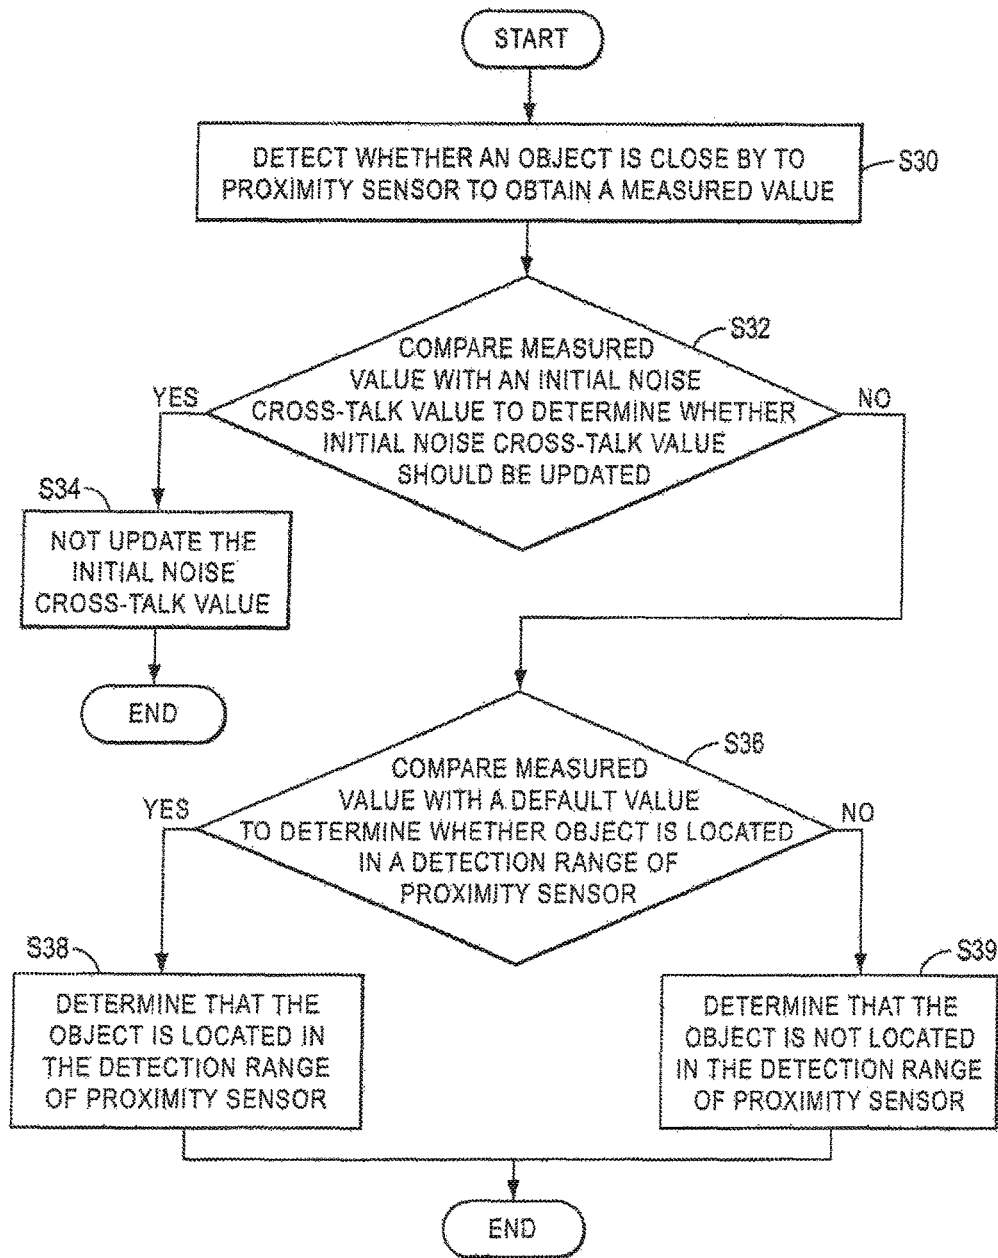 START
DETECT WHETHER AN OBJECT IS CLOSE BY TO
PROXIMITY SENSOR TO OBTAIN A MEASURED VALUE
S30
COMPARE MEASURED
VALUE WITH AN INITIAL NOISE
CROSS-TALK VALUE TO DETERMINE WHETHER
INITIAL NOISE CROSS-TALK VALUE
SHOULD BE UPDATED
S32
YES
NO
S34
NOT UPDATE THE
INITIAL NOISE
CROSS-TALK VALUE
END
COMPARE MEASURED
VALUE WITH A DEFAULT VALUE
TO DETERMINE WHETHER OBJECT IS LOCATED
IN A DETECTION RANGE OF
PROXIMITY SENSOR
S36
YES
NO
S38
DETERMINE THAT THE
OBJECT IS LOCATED IN
THE DETECTION RANGE
OF PROXIMITY SENSOR
S39
DETERMINE THAT THE
OBJECT IS NOT LOCATED
IN THE DETECTION RANGE
OF PROXIMITY SENSOR
END